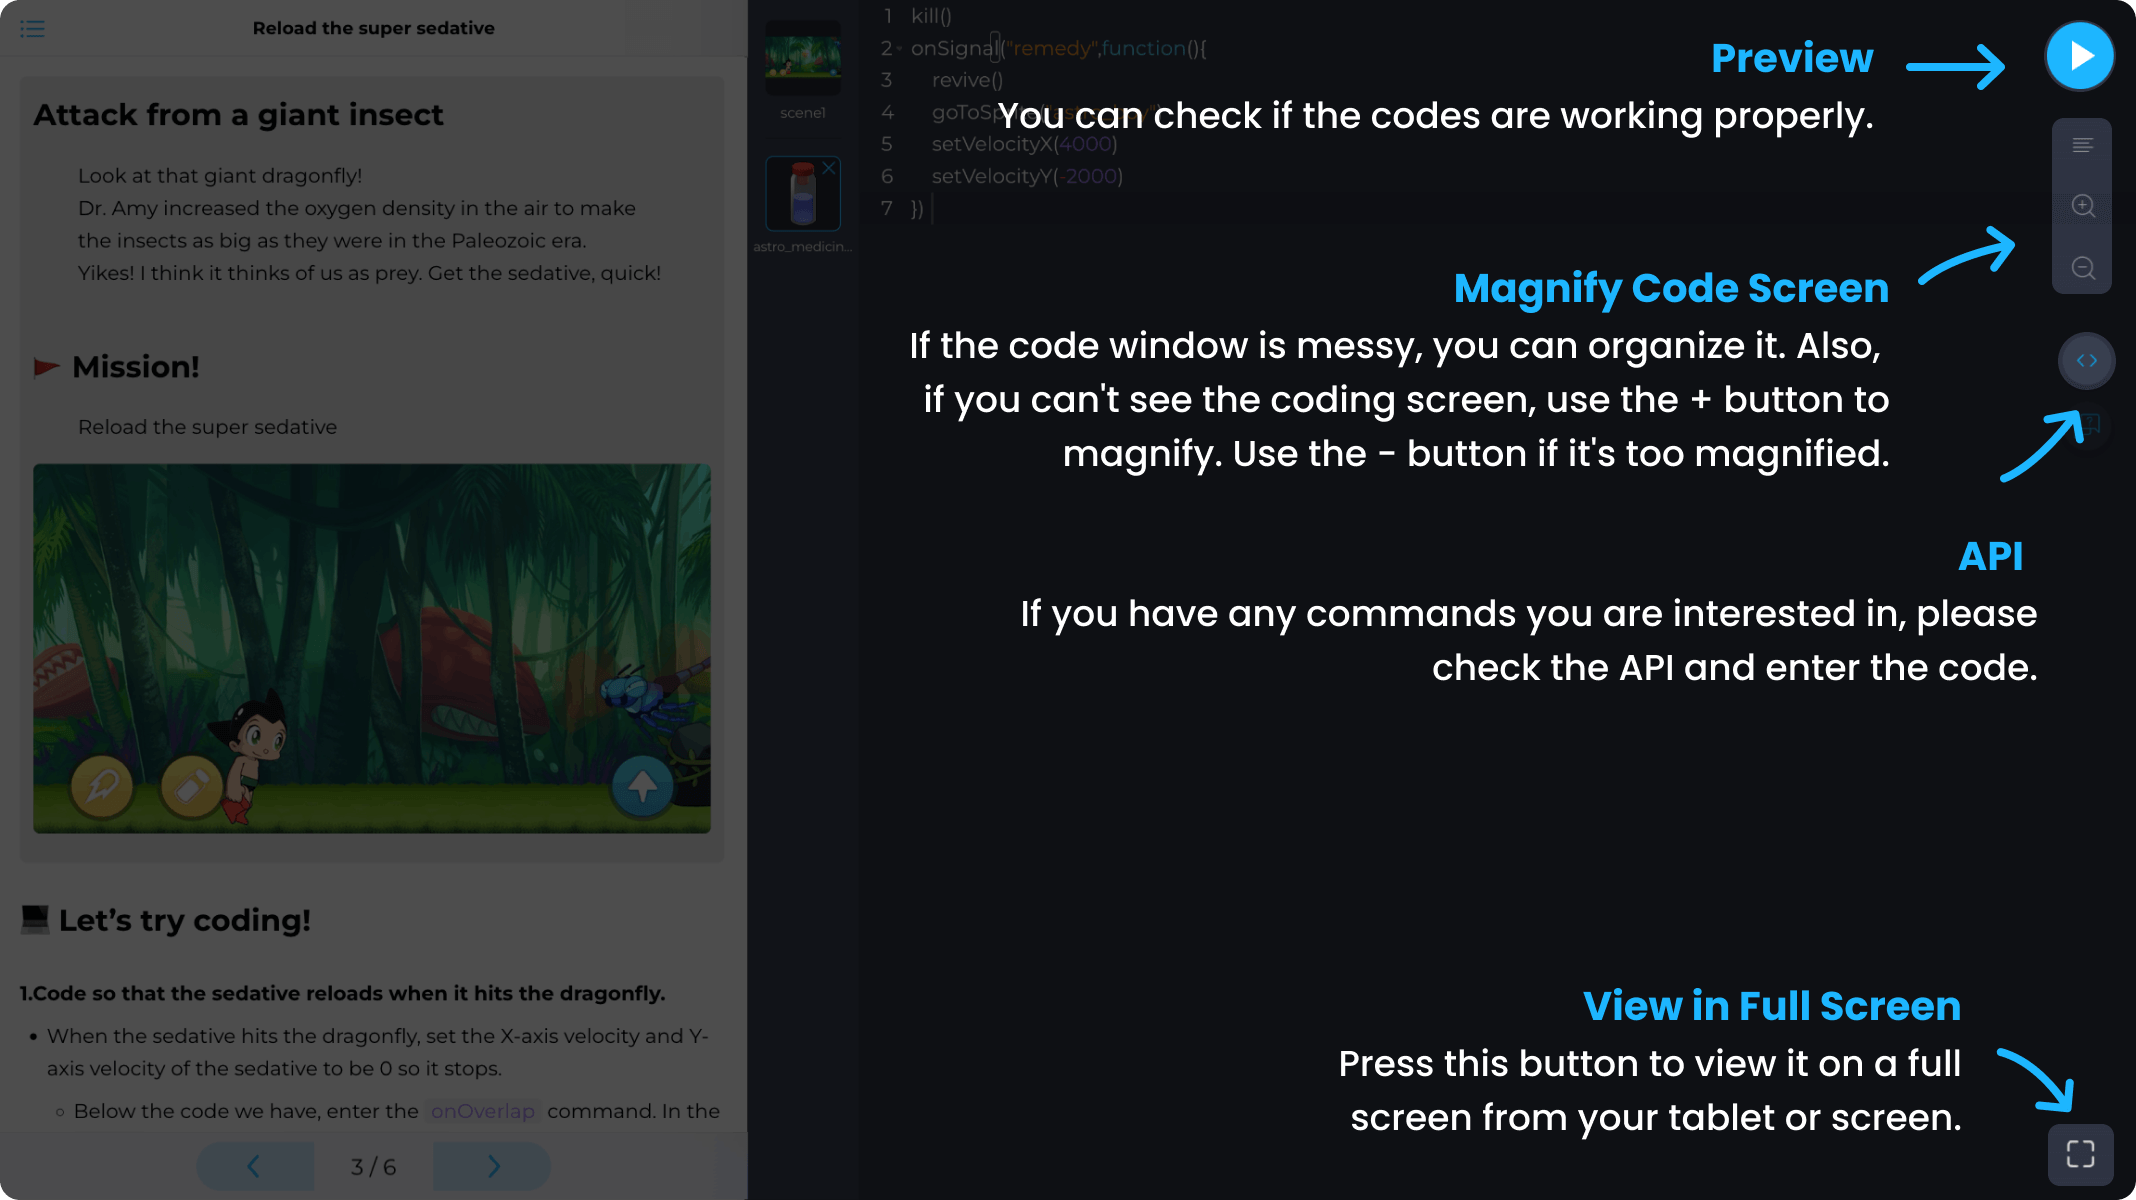 Reload the super sedative
Attack from a giant insect
Look at that giant dragonfly!
Dr. Amy increased the oxygen density in the air to make
the insects as big as they were in the Paleozoic era.
Yikes! I think it thinks of us as prey. Get the sedative, quick!
Mission!
Reload the super sedative
Let's try coding!
1.Code so that the sedative reloads when it hits the dragonfly.
• When the sedative hits the dragonfly, set the X-axis velocity and Y-
axis velocity of the sedative to be 0 so it stops.
○ Below the code we have, enter the onOverlap command. In the
3 / 6
scene1
astro_medicin...
1 kill()
2 onSignal("remedy",function(){
3 revive()
4
5 setVelocityX(4000)
6 setVelocityY(-2000)
7 })
Preview
You can check if the codes are working properly.
Magnify Code Screen
If the code window is messy, you can organize it. Also,
if you can't see the coding screen, use the + button to
magnify. Use the - button if it's too magnified.
API
If you have any commands you are interested in, please
check the API and enter the code.
View in Full Screen
Press this button to view it on a full
screen from your tablet or screen.